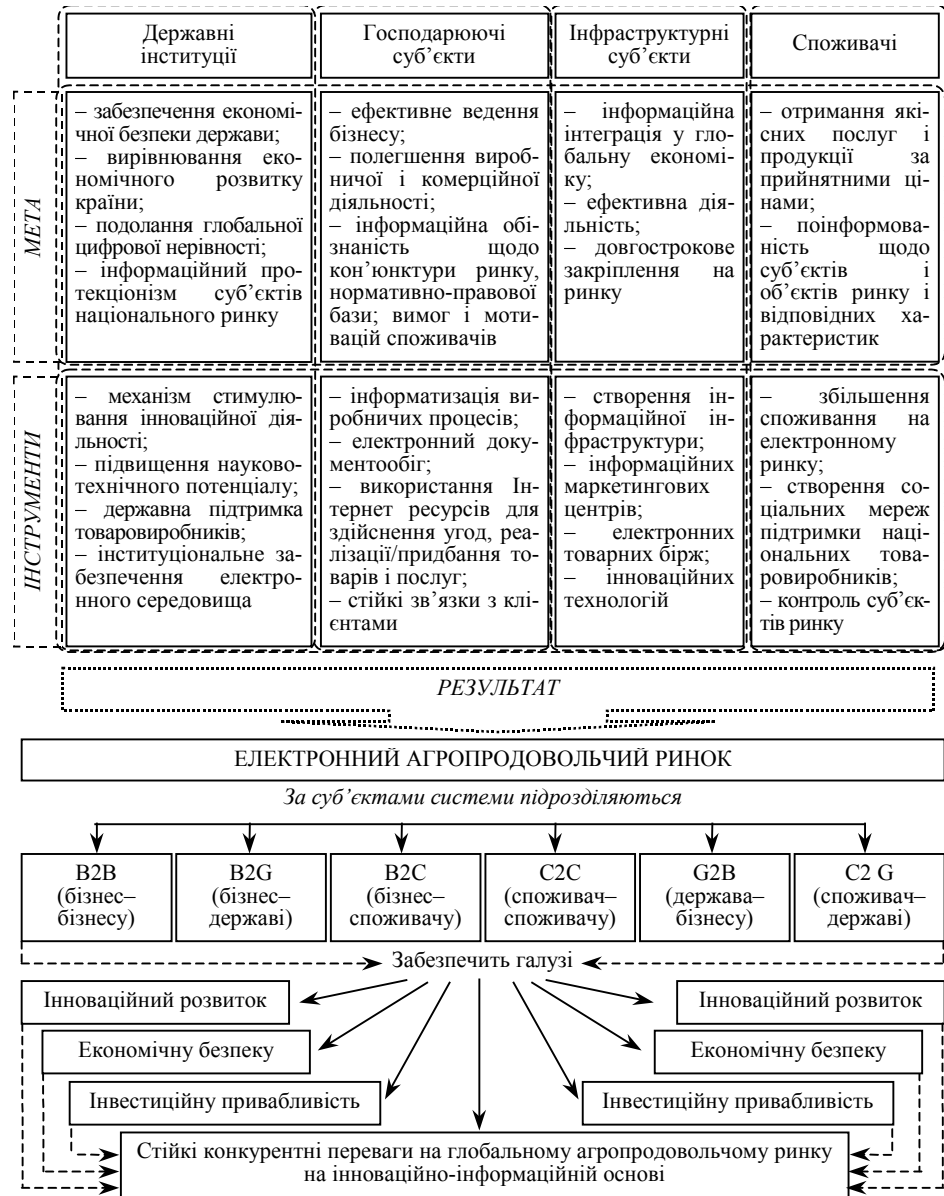 Державні
інституції
Господарюючі
суб’єкти
Інфраструктурні
суб’єкти
Споживачі
МЕТА
– забезпечення економі-
чної безпеки держави;
– вирівнювання еко-
номічного розвитку
країни;
– подолання глобальної
цифрової нерівності;
– інформаційний про-
текціонізм суб’єктів
національного ринку
– ефективне ведення
бізнесу;
– полегшення вироб-
ничої і комерційної
діяльності;
– інформаційна обі-
знаність щодо
кон’юнктури ринку,
нормативно-правової
бази; вимог і моти-
вацій споживачів
– інформаційна
інтеграція у гло-
бальну економі-
ку;
– ефективна ді-
яльність;
– довгострокове
закріплення на
ринку
– отримання які-
сних послуг і
продукції за
прийнятними ці-
нами;
– поінформова-
ність щодо
суб’єктів і
об’єктів ринку і
відповідних ха-
рактеристик
ІНСТРУМЕНТИ
– механізм стимулю-
вання інноваційної дія-
льності;
– підвищення науково-
технічного потенціалу;
– державна підтримка
товаровиробників;
– інституціональне за-
безпечення електро-
нного середовища
– інформатизація ви-
робничих процесів;
– електронний доку-
ментообіг;
– використання Ін-
тернет ресурсів для
здійснення угод, реа-
лізації/придбання то-
варів і послуг;
– стійкі зв’язки з клі-
єнтами
– створення ін-
формаційної ін-
фраструктури;
– інформаційних
маркетингових
центрів;
– електронних
товарних бірж;
– інноваційних
технологій
– збільшення
споживання на
електронному
ринку;
– створення со-
ціальних мереж
підтримки наці-
ональних това-
ровиробників;
– контроль суб’єк-
тів ринку
РЕЗУЛЬТАТ
ЕЛЕКТРОННИЙ АГРОПРОДОВОЛЬЧИЙ РИНОК
За суб’єктами системи підрозділяються
B2B
(бізнес–
бізнесу)
B2G
(бізнес–
державі)
B2C
(бізнес–
споживачу)
C2C
(споживач–
споживачу)
G2B
(держава–
бізнесу)
C2 G
(споживач–
державі)
Забезпечить галузі
Інноваційний розвиток
Інноваційний розвиток
Економічну безпеку
Економічну безпеку
Інвестиційну привабливість
Інвестиційну привабливість
Стійкі конкурентні переваги на глобальному агропродовольчому ринку
на інноваційно-інформаційній основі